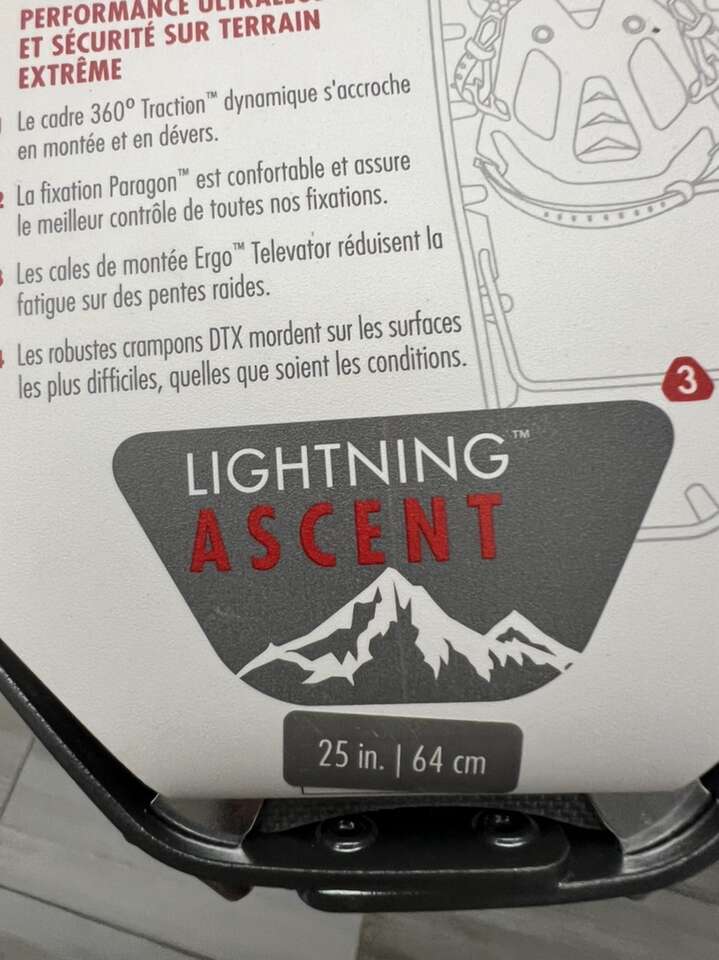 PERFORMANCE
ET SÉCURITÉ SUR TERRAIN
EXTRÊME
Le cadre 360° Traction™ dynamique s'accroche
en montée et en dévers.
La fixation Paragon™ est confortable et assure
le meilleur contrôle de toutes nos fixations.
Les cales de montée Ergo™ Televator réduisent la
fatigue sur des pentes raides.
Les robustes crampons DTX mordent sur les surfaces
les plus difficiles, quelles que soient les conditions.
3
LIGHTNING™
ASCENT
25 in. | 64 cm